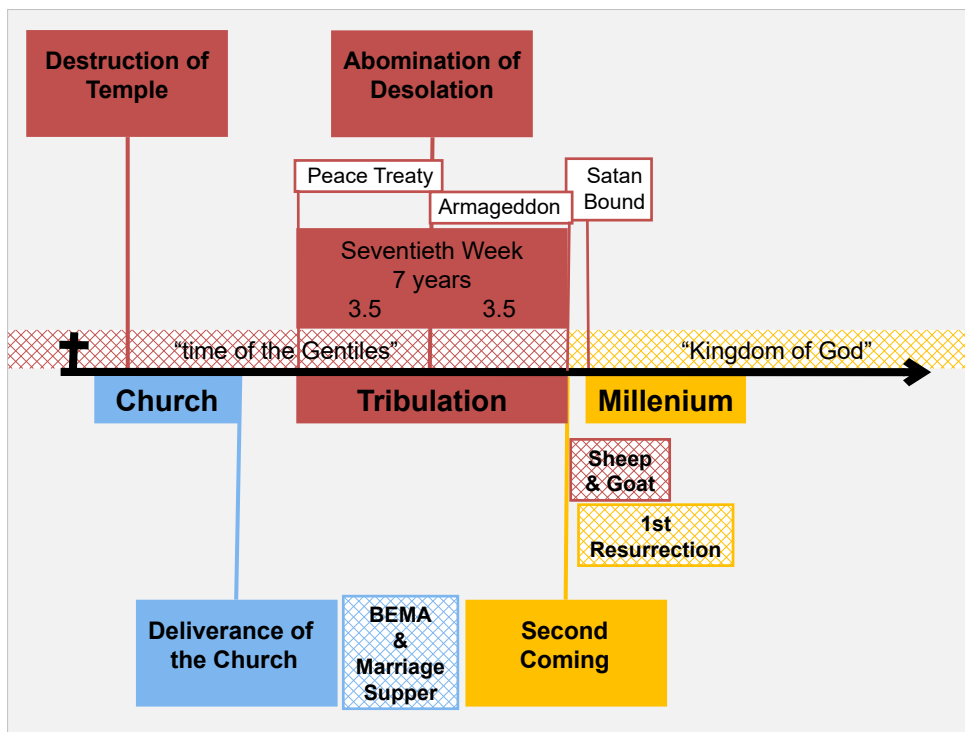 Destruction of
Temple
Abomination of
Desolation
Peace Treaty
Armageddon
Satan
Bound
Seventieth Week
7 years
3.5 3.5
“time of the Gentiles”
“Kingdom of God”
Church
Tribulation
Millenium
Sheep
& Goat
1st
Resurrection
Deliverance of
the Church
BEMA
&
Marriage
Supper
Second
Coming